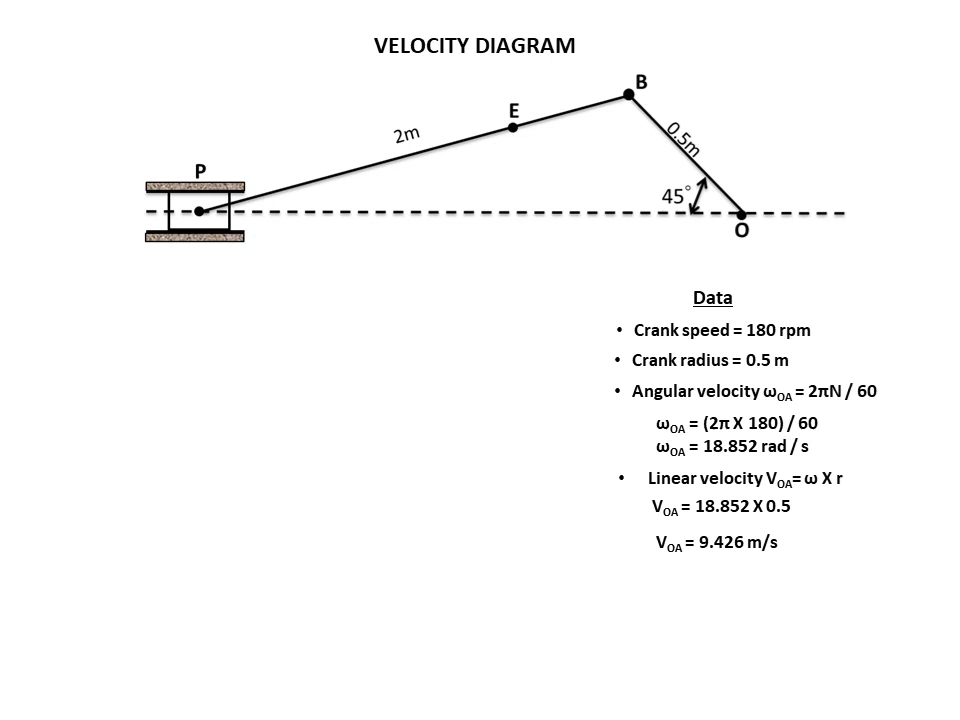 VELOCITY DIAGRAM
B
E
2m
0.5m
P
45°
O
Data
• Crank speed = 180 rpm
• Crank radius = 0.5 m
• Angular velocity ωOA = 2πN / 60
ωOA = (2π X 180) / 60
ωOA = 18.852 rad / s
• Linear velocity VOA= ω X r
VOA = 18.852 X 0.5
VOA = 9.426 m/s